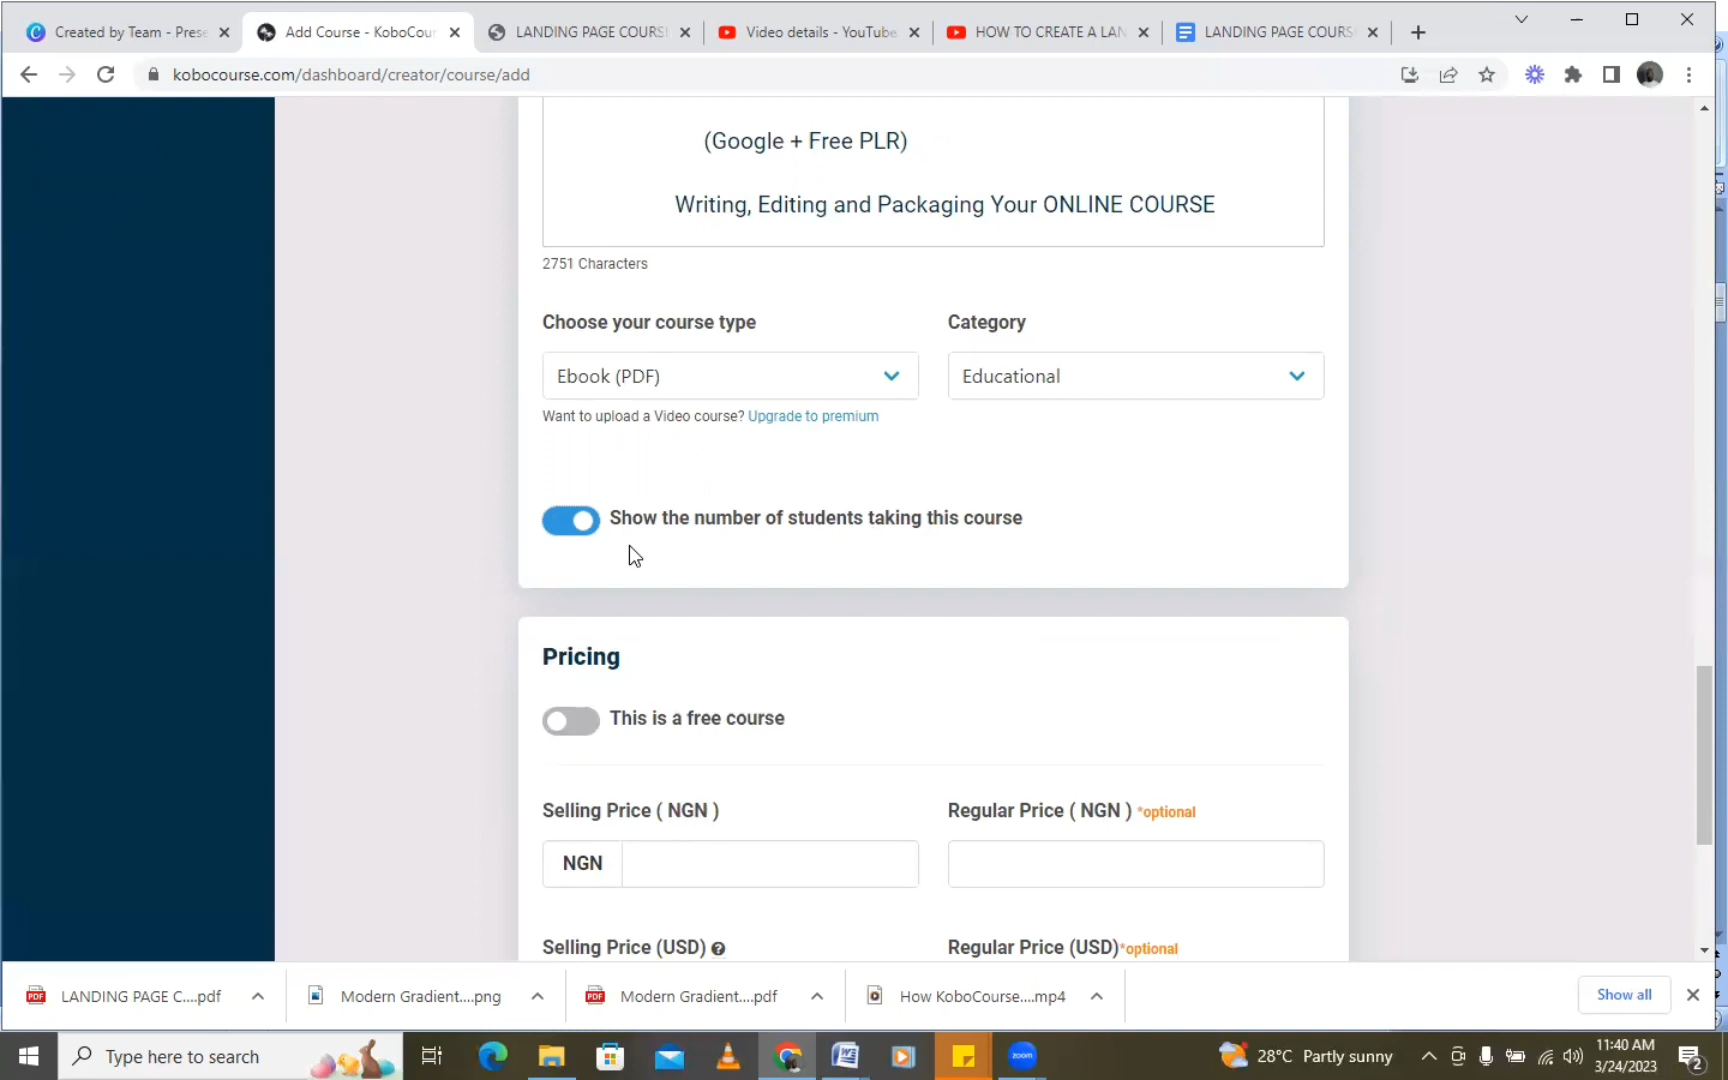 Created by Team - Prese
Add Course - KoboCour
LANDING PAGE COURS
Video details - YouTube
HOW TO CREATE A LAN
LANDING PAGE COURS
kobocourse.com/dashboard/creator/course/add
(Google + Free PLR)
Writing, Editing and Packaging Your ONLINE COURSE
2751 Characters
Choose your course type
Category
Ebook (PDF)
Educational
Want to upload a Video course? Upgrade to premium
Show the number of students taking this course
Pricing
This is a free course
Selling Price ( NGN )
Regular Price ( NGN ) *optional
NGN
Selling Price (USD) ?
Regular Price (USD)*optional
LANDING PAGE C....pdf
Modern Gradient....png
Modern Gradient....pdf
How KoboCourse....mp4
Show all
Type here to search
zoom
28°C Partly sunny
11:40 AM
3/24/2023
2